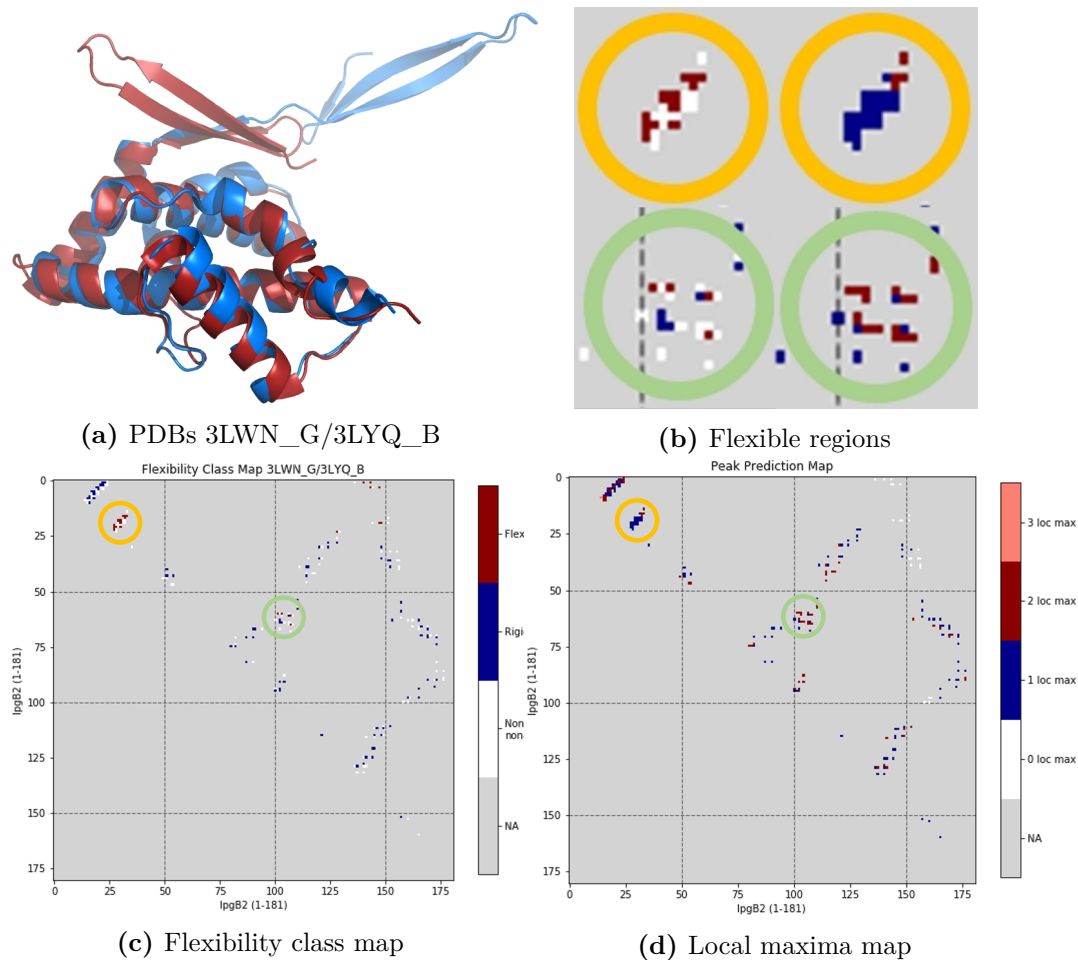 (a) PDBs 3LWN_G/3LYQ_B
(b) Flexible regions
Flexibility Class Map 3LWN_G/3LYQ_B
0
25
50
75
100
125
150
175
0 25 50 75 100 125 150 175
IpgB2 (1-181)
IpgB2 (1-181)
Flex
Rigi
Non
non-
NA
(c) Flexibility class map
Peak Prediction Map
0
25
50
75
100
125
150
175
0 25 50 75 100 125 150 175
IpgB2 (1-181)
IpgB2 (1-181)
3 loc max
2 loc max
1 loc max
0 loc max
NA
(d) Local maxima map